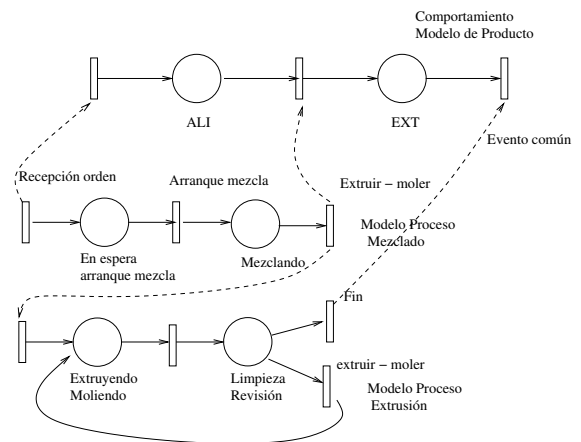 Comportamiento
Modelo de Producto
ALI
EXT
Evento común
Recepción orden
Arranque mezcla
Extruir − moler
En espera
arranque mezcla
Mezclando
Modelo Proceso
Mezclado
Fin
Extruyendo
Moliendo
Limpieza
Revisión
extruir − moler
Modelo Proceso
Extrusión